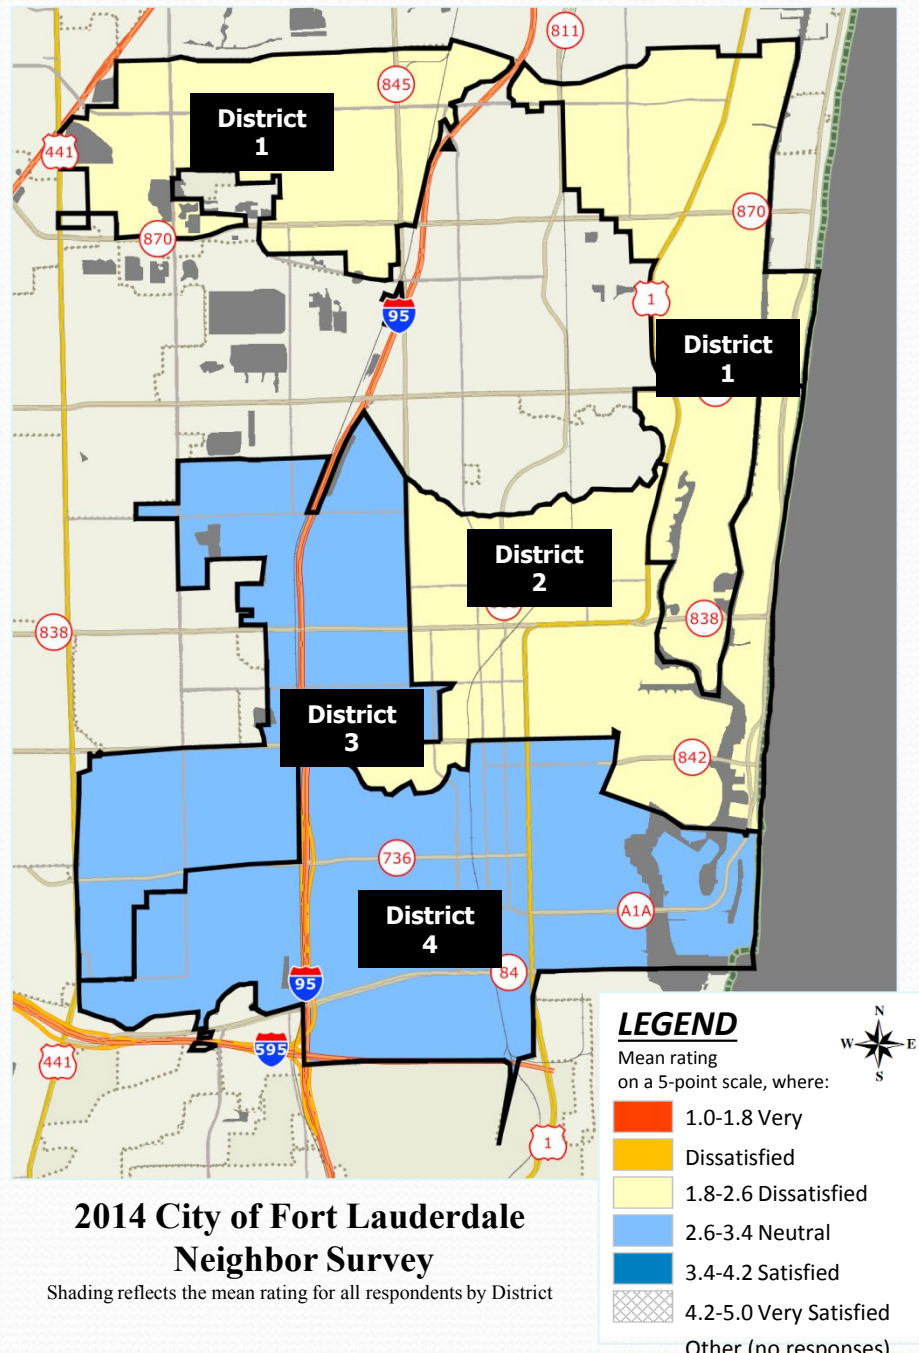 811
845
District
1
441
870
870
1
95
District
1
District
2
838
838
District
3
842
736
District
4
A1A
84
95
595
441
1
LEGEND
Mean rating
on a 5-point scale, where:
1.0-1.8 Very
Dissatisfied
1.8-2.6 Dissatisfied
2.6-3.4 Neutral
3.4-4.2 Satisfied
4.2-5.0 Very Satisfied
Other (no responses)
N
W E
S
2014 City of Fort Lauderdale
Neighbor Survey
Shading reflects the mean rating for all respondents by District